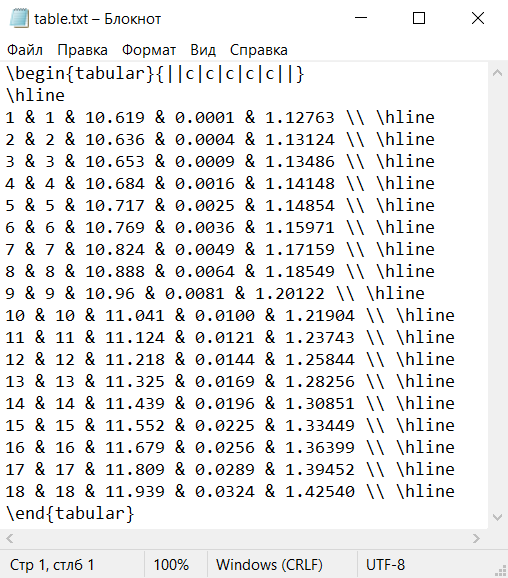 table.txt – Блокнот
Файл Правка Формат Вид Справка
\begin{tabular}{||c|c|c|c|c||}
\hline
1 & 1 & 10.619 & 0.0001 & 1.12763 \\ \hline
2 & 2 & 10.636 & 0.0004 & 1.13124 \\ \hline
3 & 3 & 10.653 & 0.0009 & 1.13486 \\ \hline
4 & 4 & 10.684 & 0.0016 & 1.14148 \\ \hline
5 & 5 & 10.717 & 0.0025 & 1.14854 \\ \hline
6 & 6 & 10.769 & 0.0036 & 1.15971 \\ \hline
7 & 7 & 10.824 & 0.0049 & 1.17159 \\ \hline
8 & 8 & 10.888 & 0.0064 & 1.18549 \\ \hline
9 & 9 & 10.96 & 0.0081 & 1.20122 \\ \hline
10 & 10 & 11.041 & 0.0100 & 1.21904 \\ \hline
11 & 11 & 11.124 & 0.0121 & 1.23743 \\ \hline
12 & 12 & 11.218 & 0.0144 & 1.25844 \\ \hline
13 & 13 & 11.325 & 0.0169 & 1.28256 \\ \hline
14 & 14 & 11.439 & 0.0196 & 1.30851 \\ \hline
15 & 15 & 11.552 & 0.0225 & 1.33449 \\ \hline
16 & 16 & 11.679 & 0.0256 & 1.36399 \\ \hline
17 & 17 & 11.809 & 0.0289 & 1.39452 \\ \hline
18 & 18 & 11.939 & 0.0324 & 1.42540 \\ \hline
\end{tabular}
Стр 1, стлб 1 100% Windows (CRLF) UTF-8